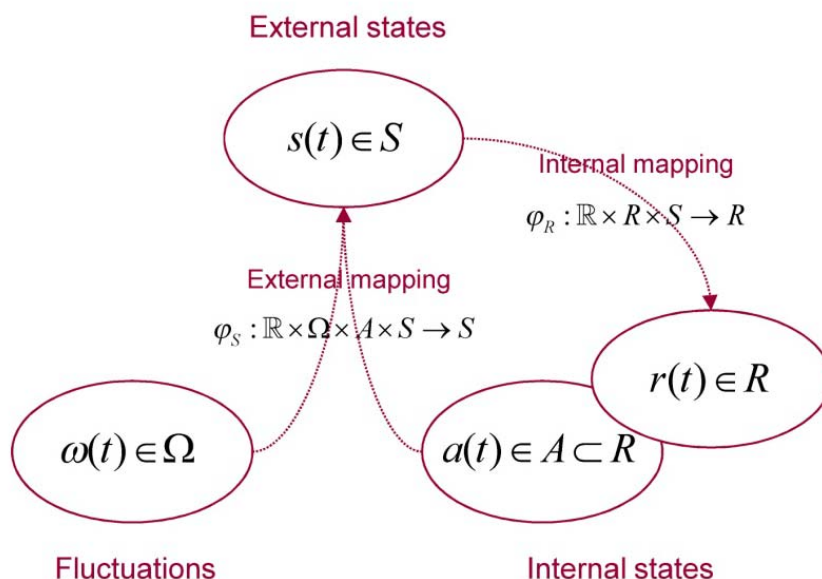 External states
s(t) ∈ S
Internal mapping
φ_R : ℝ × R × S → R
External mapping
φ_S : ℝ × Ω × A × S → S
r(t) ∈ R
ω(t) ∈ Ω
a(t) ∈ A ⊂ R
Fluctuations
Internal states